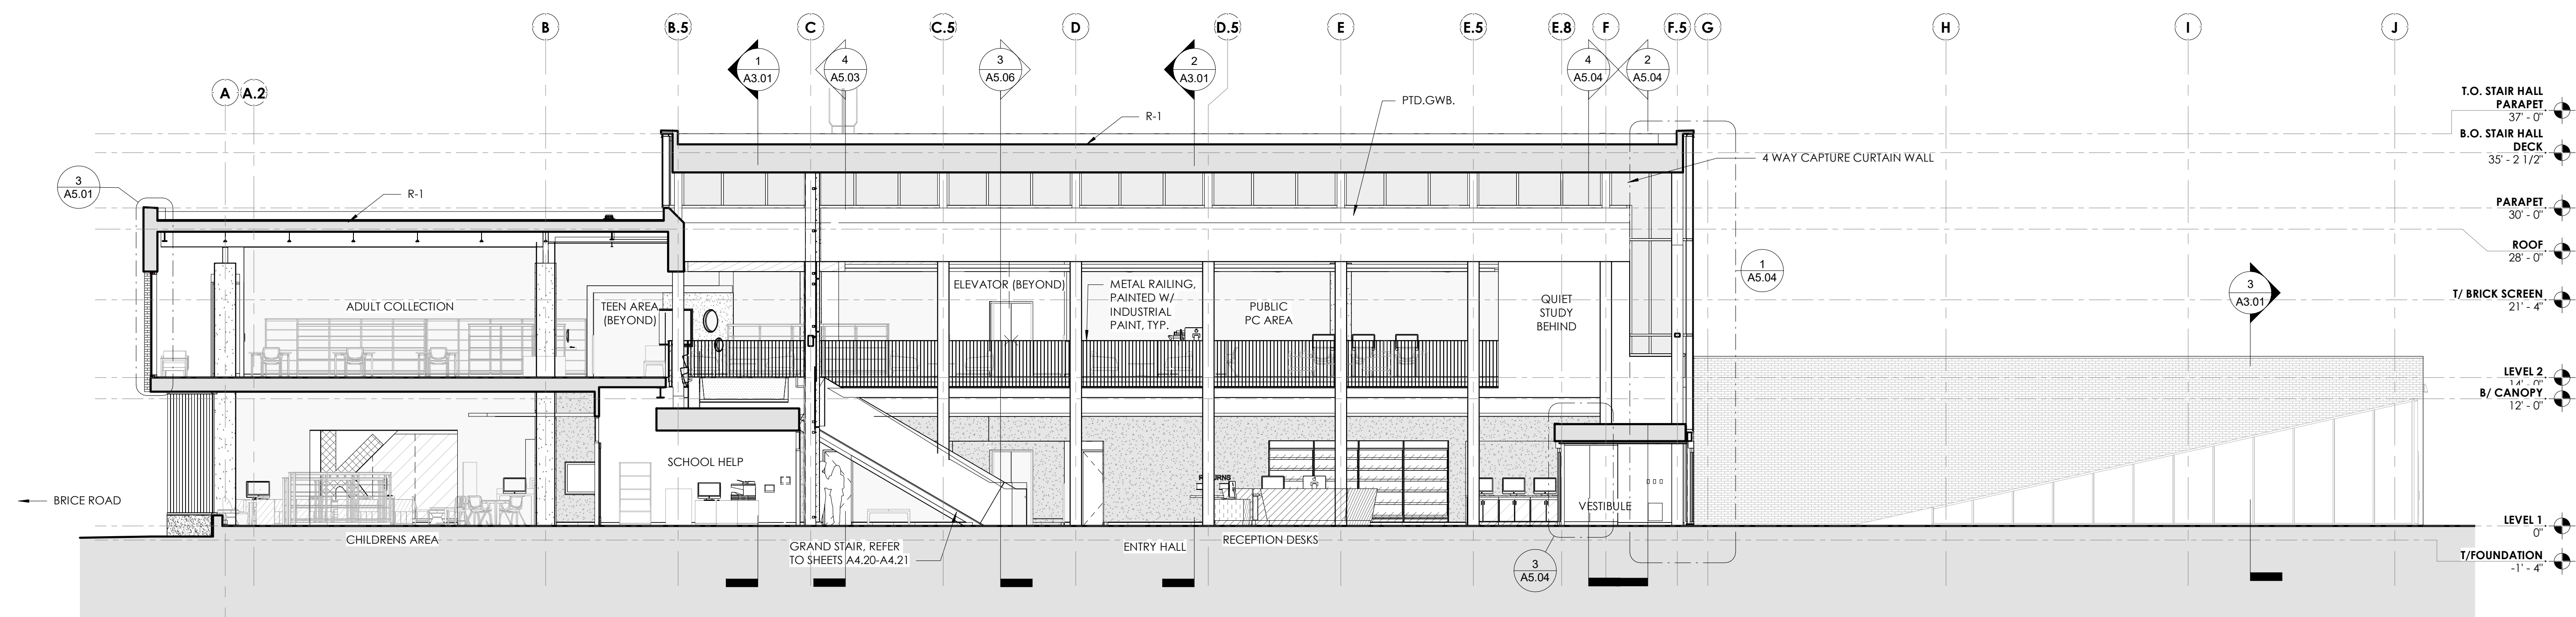 B
B.5
C
C.5
D
D.5
E
E.5
E.8
F
F.5
G
H
I
J
A
A.2
1
A3.01
4
A5.03
3
A5.06
2
A3.01
4
A5.04
2
A5.04
PTD.GWB.
R-1
T.O. STAIR HALL
PARAPET
37' - 0"
B.O. STAIR HALL
DECK
35' - 2 1/2"
4 WAY CAPTURE CURTAIN WALL
3
A5.01
R-1
PARAPET
30' - 0"
ROOF
28' - 0"
1
A5.04
3
A3.01
T/ BRICK SCREEN
21' - 4"
ADULT COLLECTION
TEEN AREA
(BEYOND)
ELEVATOR (BEYOND)
METAL RAILING,
PAINTED W/
INDUSTRIAL
PAINT, TYP.
PUBLIC
PC AREA
QUIET
STUDY
BEHIND
LEVEL 2
14' - 0"
B/ CANOPY
12' - 0"
SCHOOL HELP
VESTIBULE
BRICE ROAD
LEVEL 1
0"
CHILDRENS AREA
GRAND STAIR, REFER
TO SHEETS A4.20-A4.21
ENTRY HALL
RECEPTION DESKS
T/FOUNDATION
-1' - 4"
3
A5.04